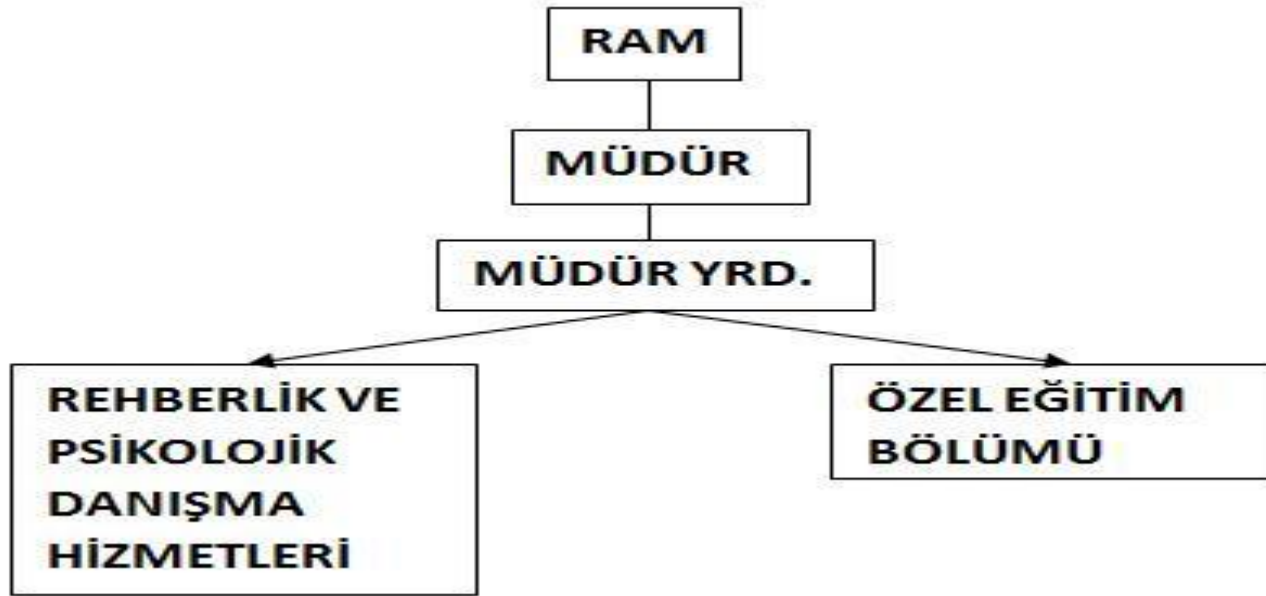 RAM
MÜDÜR
MÜDÜR YRD.
REHBERLİK VE
PSİKOLOJİK
DANIŞMA
HİZMETLERİ
ÖZEL EĞİTİM
BÖLÜMÜ